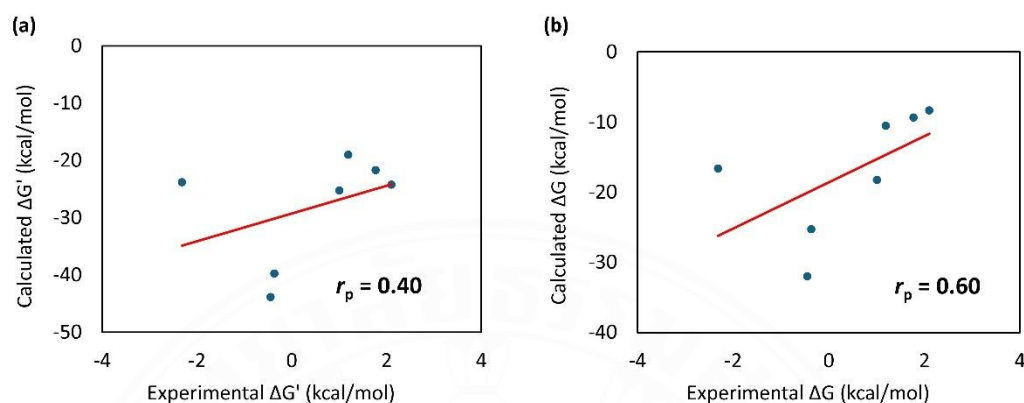 (a)
0
-10
-20
-30
-40
-50
Calculated ΔG' (kcal/mol)
-4
-2
0
2
4
Experimental ΔG' (kcal/mol)
r_p = 0.40
(b)
0
-10
-20
-30
-40
Calculated ΔG (kcal/mol)
-4
-2
0
2
4
Experimental ΔG (kcal/mol)
r_p = 0.60